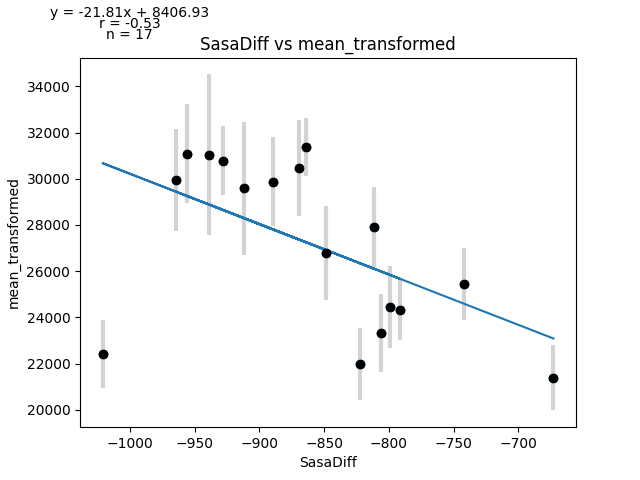 y = -21.81x + 8406.93
r = -0.53
n = 17
SasaDiff vs mean_transformed
34000
32000
30000
28000
26000
24000
22000
20000
mean_transformed
−1000 −950 −900 −850 −800 −750 −700
SasaDiff